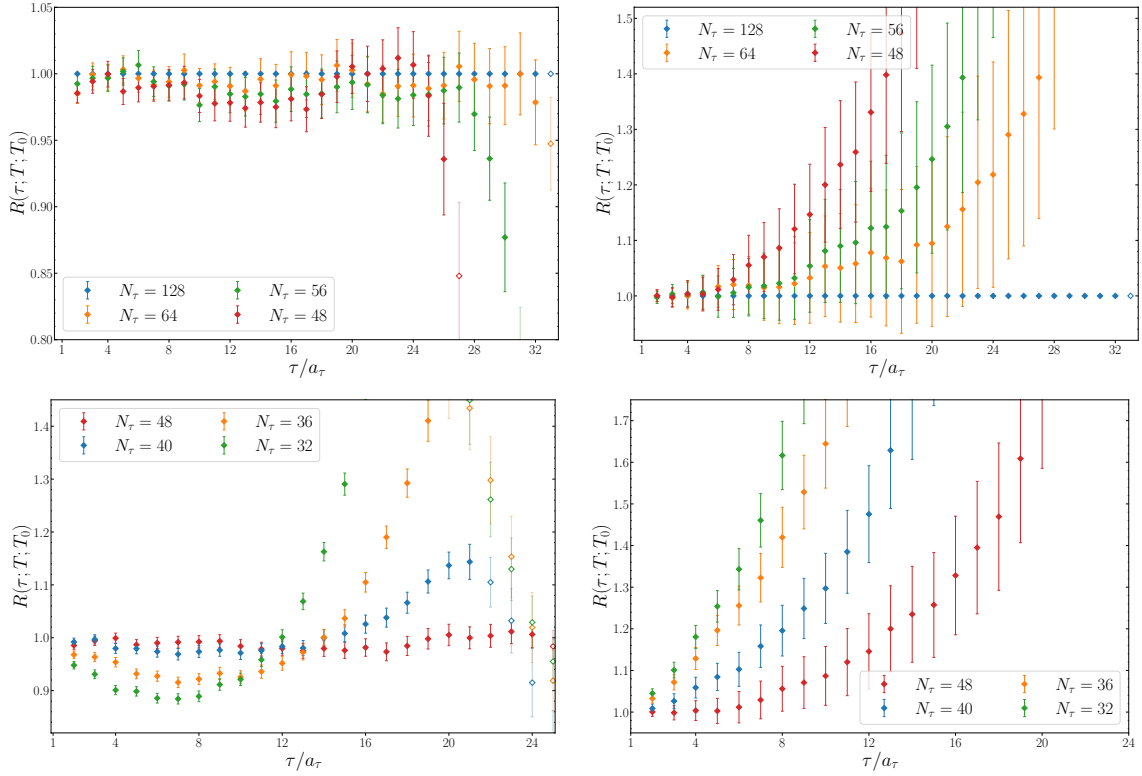 1.05
1.00
0.95
0.90
0.85
0.80
R(τ; T; T₀)
N_τ = 128
N_τ = 64
N_τ = 56
N_τ = 48
1 4 8 12 16 20 24 28 32
τ/a_τ
1.5
1.4
1.3
1.2
1.1
1.0
R(τ; T; T₀)
N_τ = 128
N_τ = 64
N_τ = 56
N_τ = 48
1 4 8 12 16 20 24 28 32
τ/a_τ
1.4
1.3
1.2
1.1
1.0
0.9
R(τ; T; T₀)
N_τ = 48
N_τ = 40
N_τ = 36
N_τ = 32
1 4 8 12 16 20 24
τ/a_τ
1.7
1.6
1.5
1.4
1.3
1.2
1.1
1.0
R(τ; T, T₀)
N_τ = 48
N_τ = 40
N_τ = 36
N_τ = 32
1 4 8 12 16 20 24
τ/a_τ